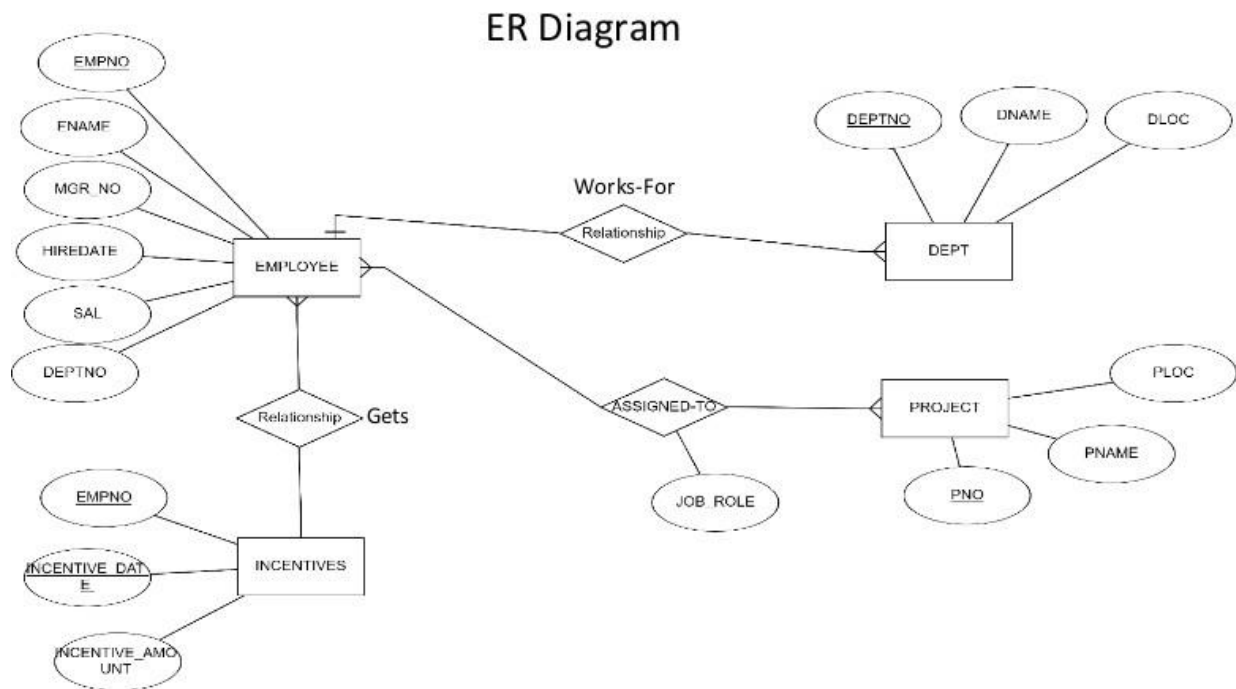 ER Diagram
EMPNO
ENAME
MGR_NO
HIREDATE
SAL
DEPTNO
EMPLOYEE
Works-For
Relationship
DEPTNO
DNAME
DLOC
DEPT
Relationship
Gets
ASSIGNED-TO
JOB_ROLE
PROJECT
PLOC
PNAME
PNO
EMPNO
INCENTIVE_DAT
E
INCENTIVE_AMO
UNT
INCENTIVES